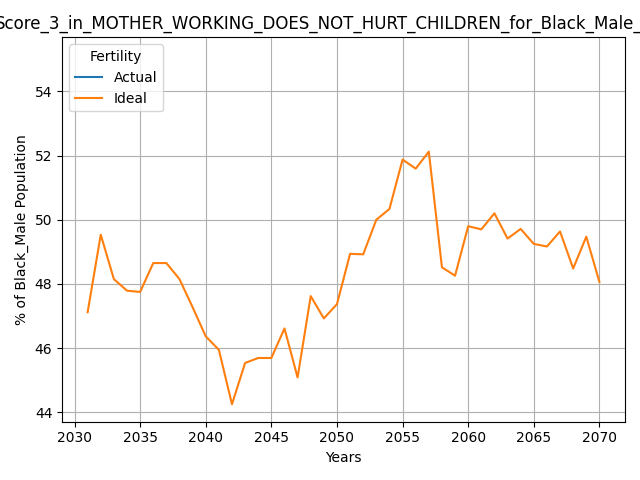 Score_3_in_MOTHER_WORKING_DOES_NOT_HURT_CHILDREN_for_Black_Male_
Fertility
Actual
Ideal
% of Black_Male Population
54
52
50
48
46
44
2030 2035 2040 2045 2050 2055 2060 2065 2070
Years